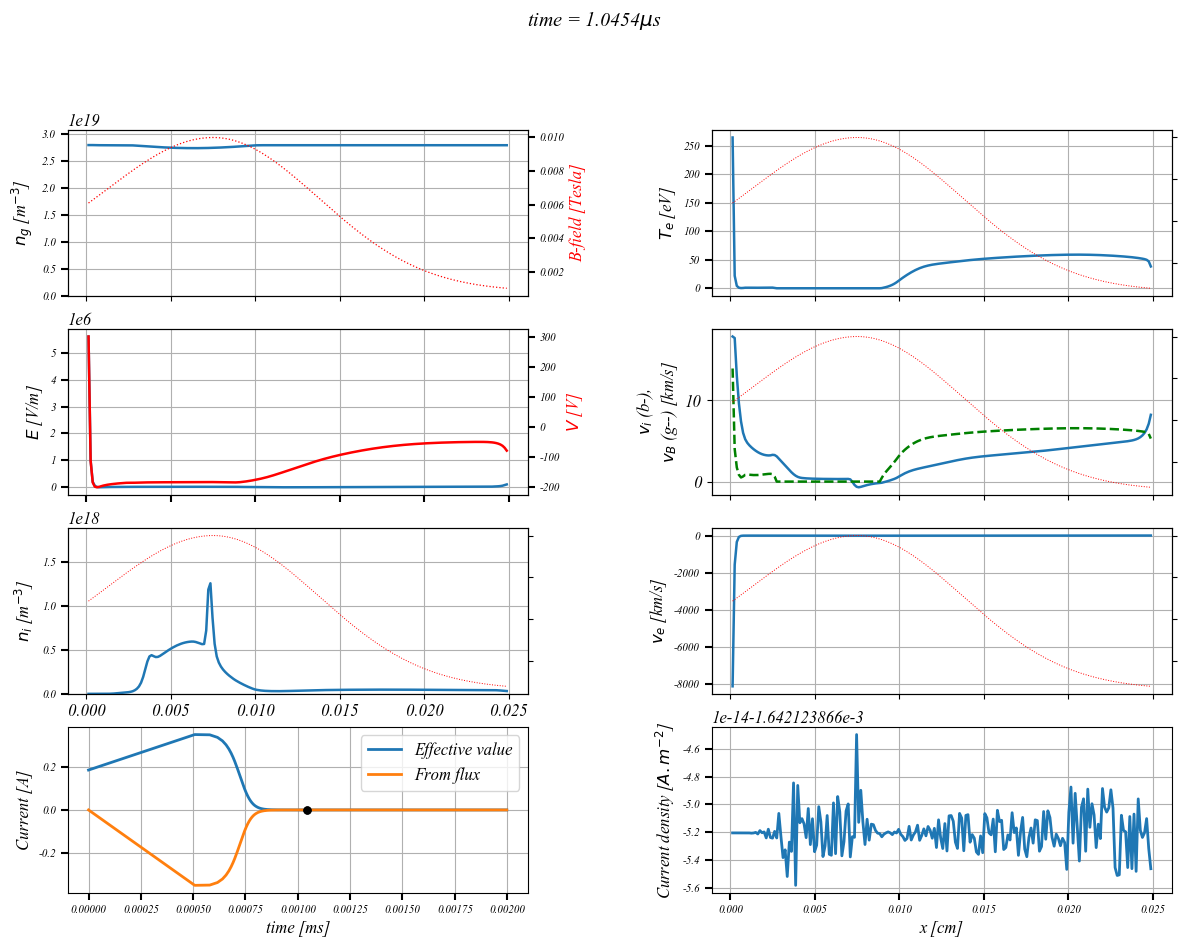 time = 1.0454μs
1e19
n_g [m^{-3}]
3.0
2.5
2.0
1.5
1.0
0.5
0.0
0.010
0.008
0.006
0.004
0.002
B-field [Tesla]
T_e [eV]
250
200
150
100
50
0
1e6
E [V/m]
5
4
3
2
1
0
300
200
100
0
-100
-200
V [V]
v_i (b-),
v_B (g--) [km/s]
10
0
1e18
n_i [m^{-3}]
1.5
1.0
0.5
0.0
0.000 0.005 0.010 0.015 0.020 0.025
v_e [km/s]
0
-2000
-4000
-6000
-8000
Current [A]
0.2
0.0
-0.2
Effective value
From flux
0.00000 0.00025 0.00050 0.00075 0.00100 0.00125 0.00150 0.00175 0.00200
time [ms]
1e-14-1.642123866e-3
Current density [A.m^{-2}]
-4.6
-4.8
-5.0
-5.2
-5.4
-5.6
0.000 0.005 0.010 0.015 0.020 0.025
x [cm]